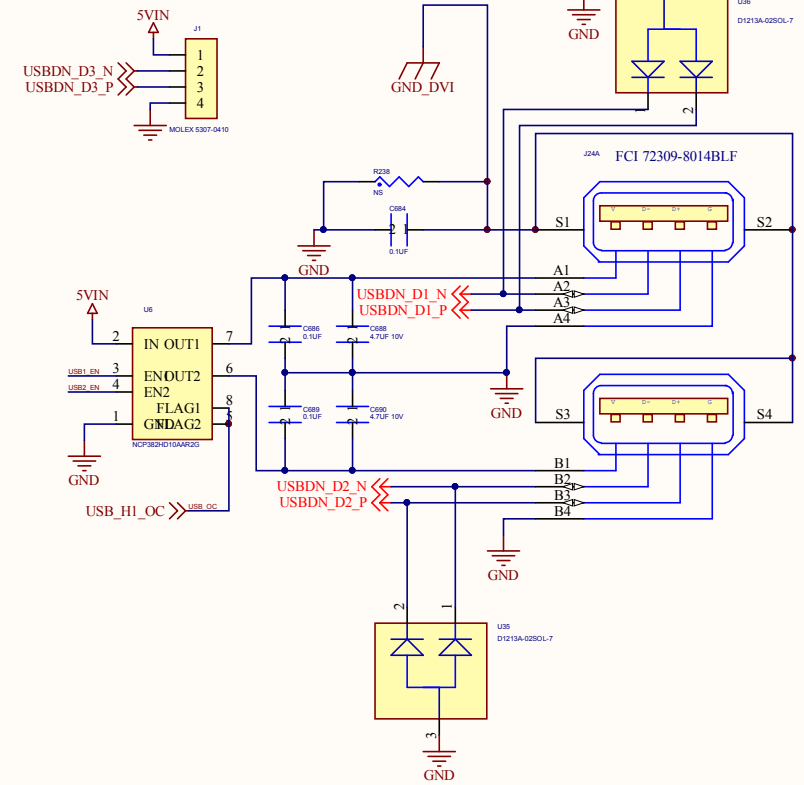 5VIN
J1
1
USBDN_D3_N
2
USBDN_D3_P
3
4
MOLEX 5307-0410
GND
U36
D1213A-02SOL-7
1
2
GND_DVI
J24A
FCI 72309-8014BLF
R238
NS
C684
2 1
0.1UF
GND
S1
V D- D+ G
S2
A1
USBDN_D1_N
A2
USBDN_D1_P
A3
A4
5VIN
U6
2
IN OUT1
7
USB1_EN
3
EN1
OUT2
6
USB2_EN
4
EN2
FLAG1
8
1
GND
FLAG2
5
NCP382HD10AAR2G
GND
USB_H1_OC
USB_OC
C686
0.1UF
C688
4.7UF 10V
C689
0.1UF
C690
4.7UF 10V
GND
S3
V D- D+ G
S4
B1
USBDN_D2_N
B2
USBDN_D2_P
B3
B4
GND
2
1
U35
D1213A-02SOL-7
3
GND